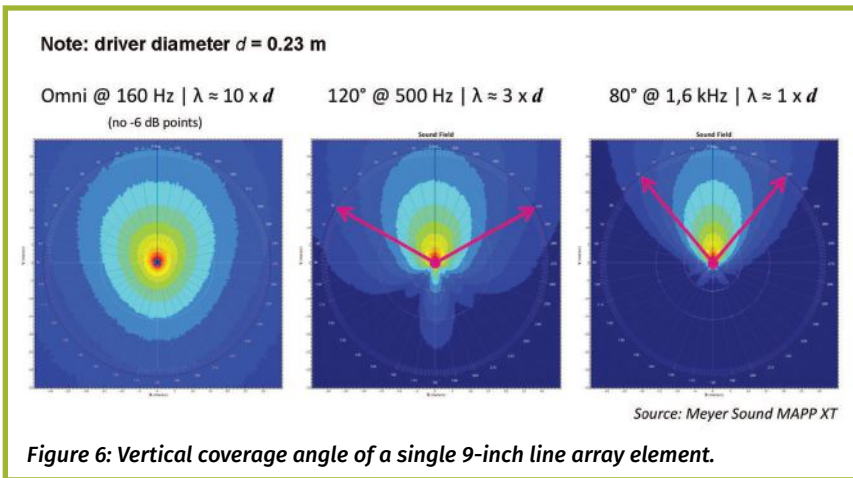 Note: driver diameter d = 0.23 m
Omni @ 160 Hz | λ ≈ 10 x d
(no -6 dB points)
120° @ 500 Hz | λ ≈ 3 x d
80° @ 1,6 kHz | λ ≈ 1 x d
Sound Field
Sound Field
Source: Meyer Sound MAPP XT
Figure 6: Vertical coverage angle of a single 9-inch line array element.